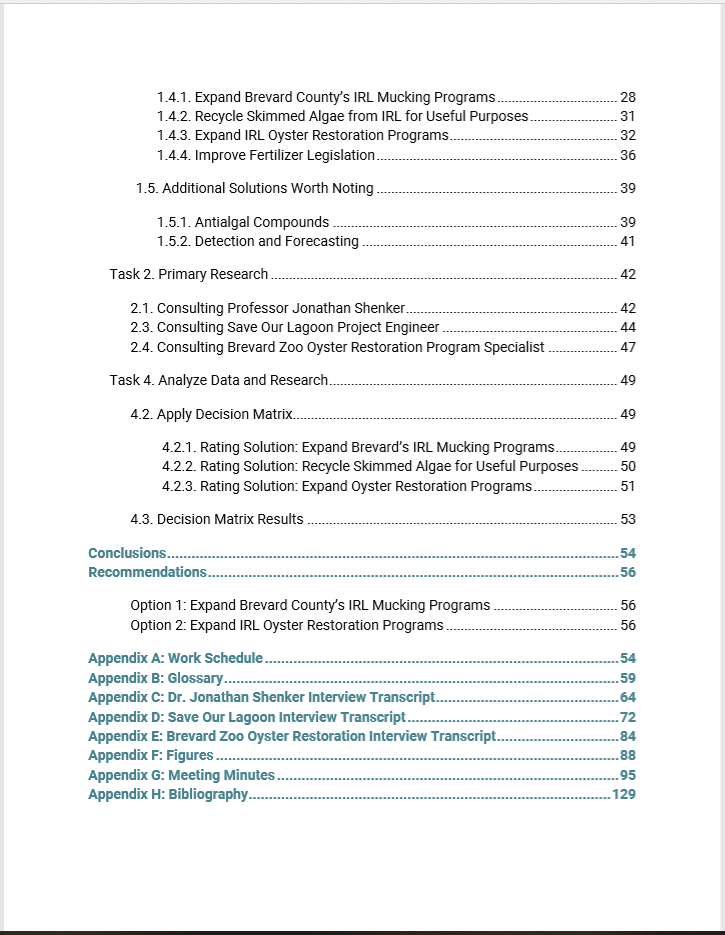 1.4.1. Expand Brevard County's IRL Mucking Programs 28
1.4.2. Recycle Skimmed Algae from IRL for Useful Purposes 31
1.4.3. Expand IRL Oyster Restoration Programs 32
1.4.4. Improve Fertilizer Legislation 36
1.5. Additional Solutions Worth Noting 39
1.5.1. Antialgal Compounds 39
1.5.2. Detection and Forecasting 41
Task 2. Primary Research 42
2.1. Consulting Professor Jonathan Shenker 42
2.3. Consulting Save Our Lagoon Project Engineer 44
2.4. Consulting Brevard Zoo Oyster Restoration Program Specialist 47
Task 4. Analyze Data and Research 49
4.2. Apply Decision Matrix 49
4.2.1. Rating Solution: Expand Brevard's IRL Mucking Programs 49
4.2.2. Rating Solution: Recycle Skimmed Algae for Useful Purposes 50
4.2.3. Rating Solution: Expand Oyster Restoration Programs 51
4.3. Decision Matrix Results 53
Conclusions 54
Recommendations 56
Option 1: Expand Brevard County's IRL Mucking Programs 56
Option 2: Expand IRL Oyster Restoration Programs 56
Appendix A: Work Schedule 54
Appendix B: Glossary 59
Appendix C: Dr. Jonathan Shenker Interview Transcript 64
Appendix D: Save Our Lagoon Interview Transcript 72
Appendix E: Brevard Zoo Oyster Restoration Interview Transcript 84
Appendix F: Figures 88
Appendix G: Meeting Minutes 95
Appendix H: Bibliography 129